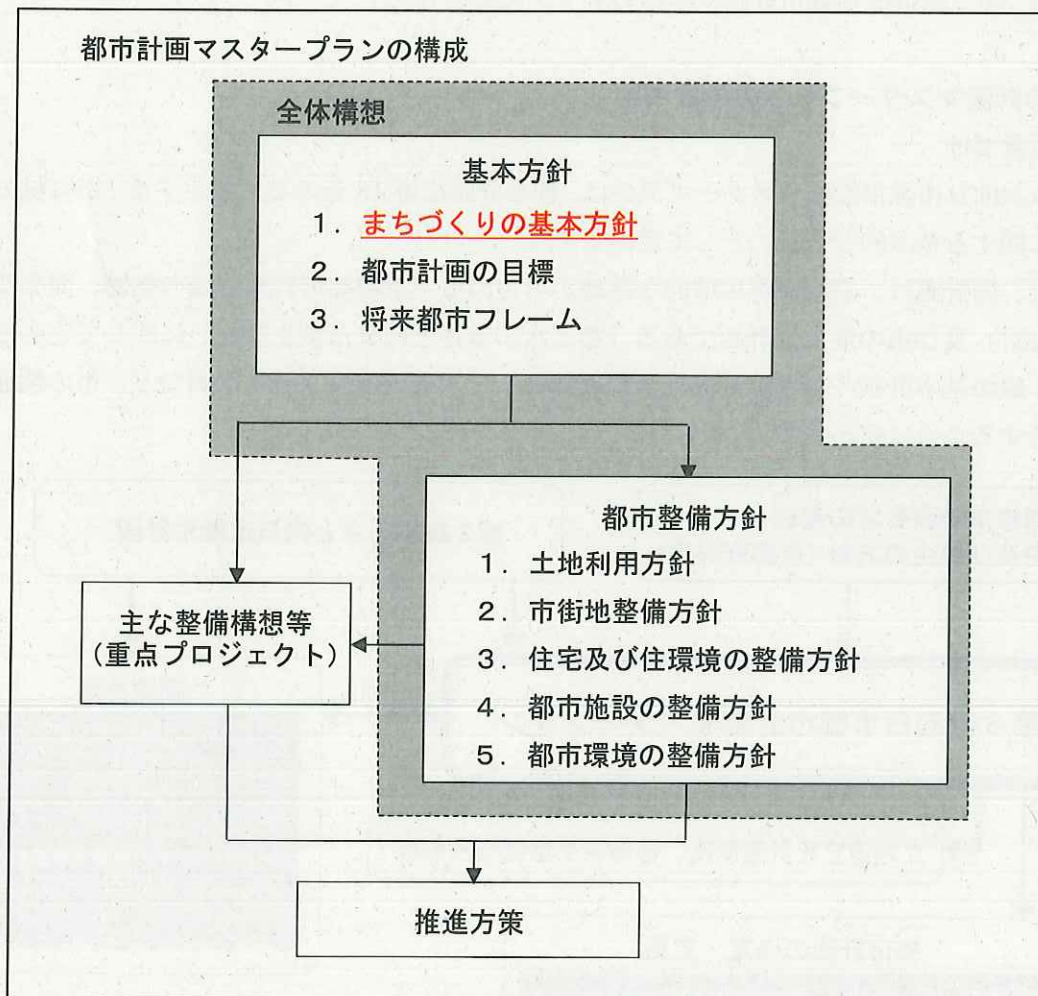 都市計画マスタープランの構成
全体構想
基本方針
1．まちづくりの基本方針
2．都市計画の目標
3．将来都市フレーム
都市整備方針
1．土地利用方針
2．市街地整備方針
3．住宅及び住環境の整備方針
4．都市施設の整備方針
5．都市環境の整備方針
主な整備構想等
（重点プロジェクト）
推進方策